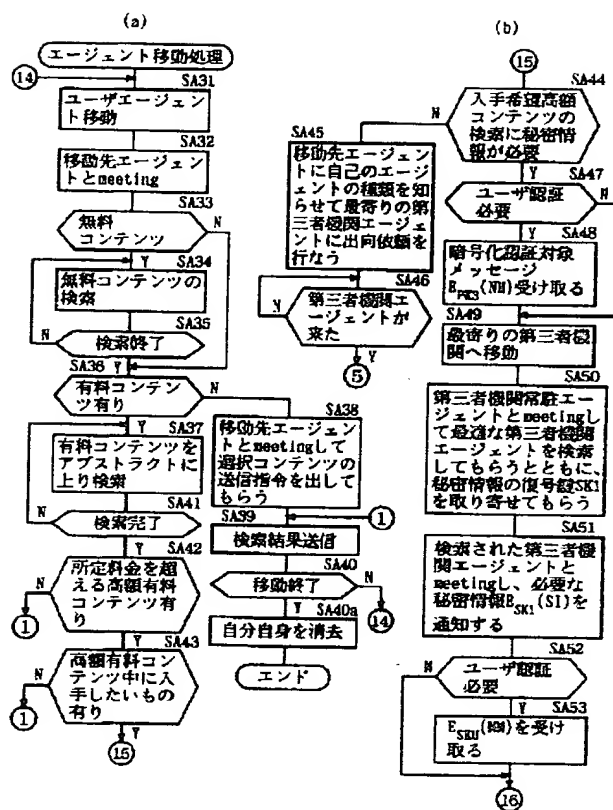 (a)
エージェント移動処理
14
SA31
ユーザエージェ
ント移動
SA32
移動先エージェン
トとmeeting
SA33
無料
コンテンツ
N
Y
SA34
無料コンテンツの
検索
SA35
N
検索終了
SA36
Y
有料コンテン
ツ有り
N
Y
SA37
有料コンテンツを
アブストラクトに
より検索
SA41
N
検索完了
Y
SA42
所定料金を超
える高額有料
コンテンツ有
り
N
1
Y
SA43
高額有料コン
テンツ中に入
手したいもの
有り
N
1
Y
15
SA38
移動先エージェン
トとmeetingして
選択コンテンツの
送信指令を出して
もらう
SA39
1
検索結果送信
SA40
移動終了
N
14
Y
SA40a
自分自身を消去
エンド
(b)
15
SA44
入手希望高額
コンテンツの
検索に秘密情
報が必要
N
Y
SA45
移動先エージェン
トに自己のエージ
ェントの種類を知
らせて最寄りの第
三者機関エージェ
ントに出向依頼を
行なう
SA46
第三者機関エー
ジェントが
来た
N
Y
5
SA47
ユーザ認証
必要
N
Y
SA48
暗号化認証対象
メッセージ
受け取る
SA49
最寄りの第三者機
関へ移動
SA50
第三者機関常駐エ
ージェントとmeetingし
て最適な第三者機関
エージェントを検索
してもらうとともに、
秘密情報の復号鍵SK1
を取り寄せてもらう
SA51
検索された第三者機
関エージェントと
meetingし、必要な
秘密情報E_SK1(SI)を
通知する
SA52
ユーザ認証
必要
N
Y
SA53
を受け
取る
16